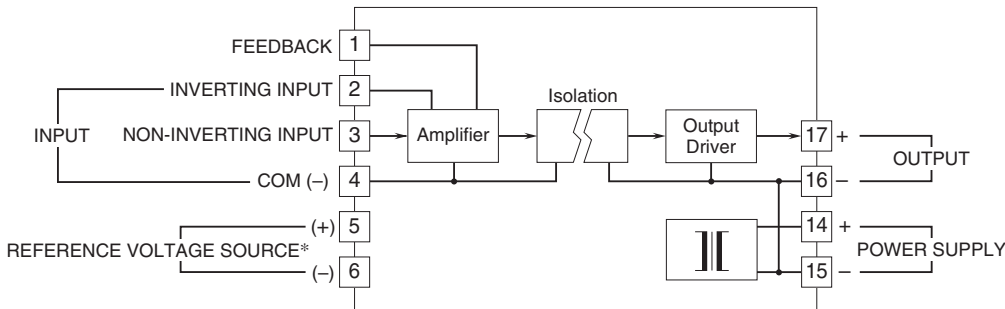 FEEDBACK 1
INVERTING INPUT 2
Isolation
INPUT
NON-INVERTING INPUT 3
Amplifier
Output
Driver
17 +
OUTPUT
COM (–) 4
16 –
(+) 5
14 +
REFERENCE VOLTAGE SOURCE*
POWER SUPPLY
(–) 6
15 –